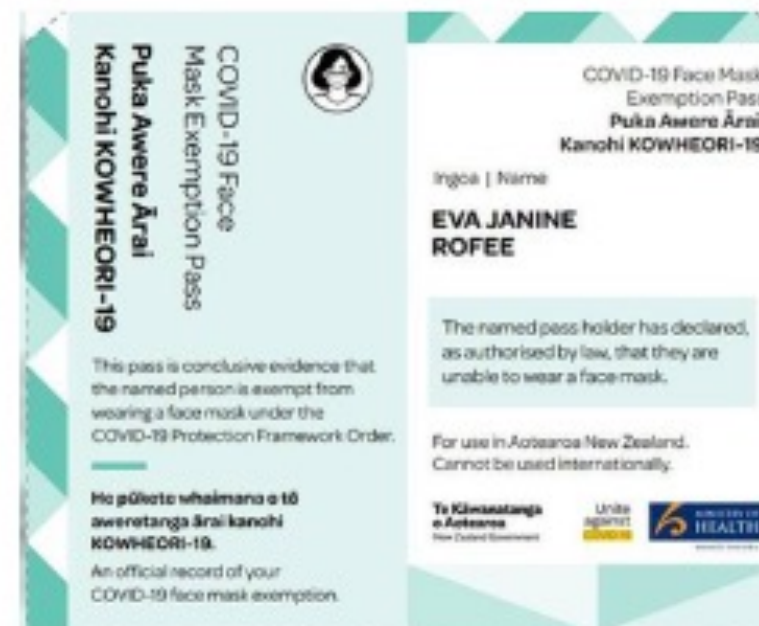 COVID-19 Face
Mask Exemption Pass
Puka Awere Ārai
Kanohi KOWHEORI-19
This pass is conclusive evidence that
the named person is exempt from
wearing a face mask under the
COVID-19 Protection Framework Order.
He pūkete whaimana o tō
aweretanga ārai kanohi
KOWHEORI-19.
An official record of your
COVID-19 face mask exemption.
COVID-19 Face Mask
Exemption Pass
Puka Awere Ārai
Kanohi KOWHEORI-19
Ingoa | Name
EVA JANINE
ROFEE
The named pass holder has declared,
as authorised by law, that they are
unable to wear a face mask.
For use in Aotearoa New Zealand.
Cannot be used internationally.
Te Kāwanatanga
o Aotearoa
New Zealand Government
Unite
against
COVID-19
MINISTRY OF
HEALTH